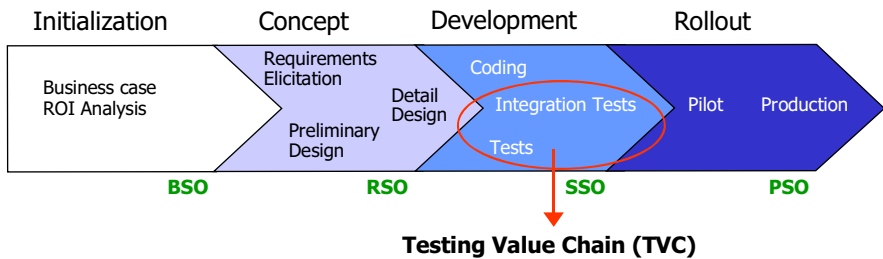 Initialization
Concept
Development
Rollout
Business case
ROI Analysis
Requirements
Elicitation
Preliminary
Design
Detail
Design
Coding
Integration Tests
Tests
Pilot
Production
BSO
RSO
SSO
PSO
Testing Value Chain (TVC)